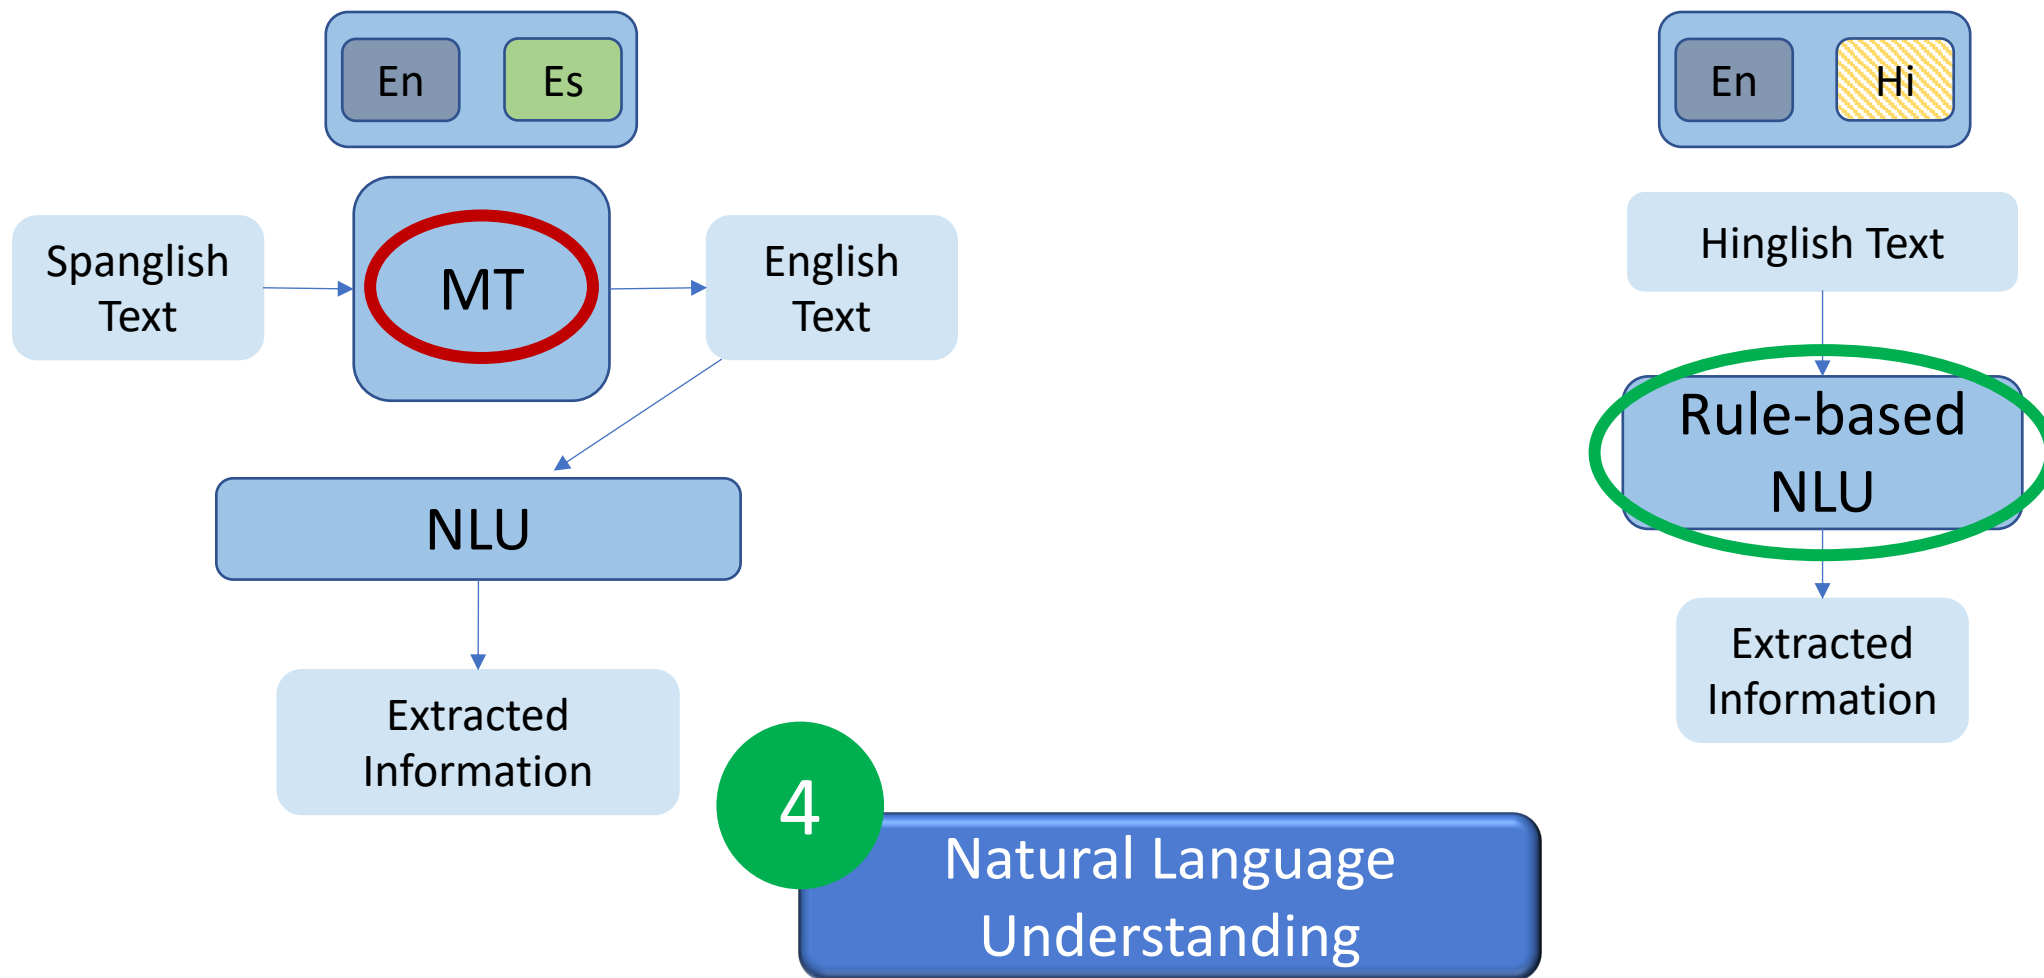 En
Es
Spanglish
Text
MT
English
Text
NLU
Extracted
Information
En
Hi
Hinglish Text
Rule-based
NLU
Extracted
Information
4
Natural Language
Understanding